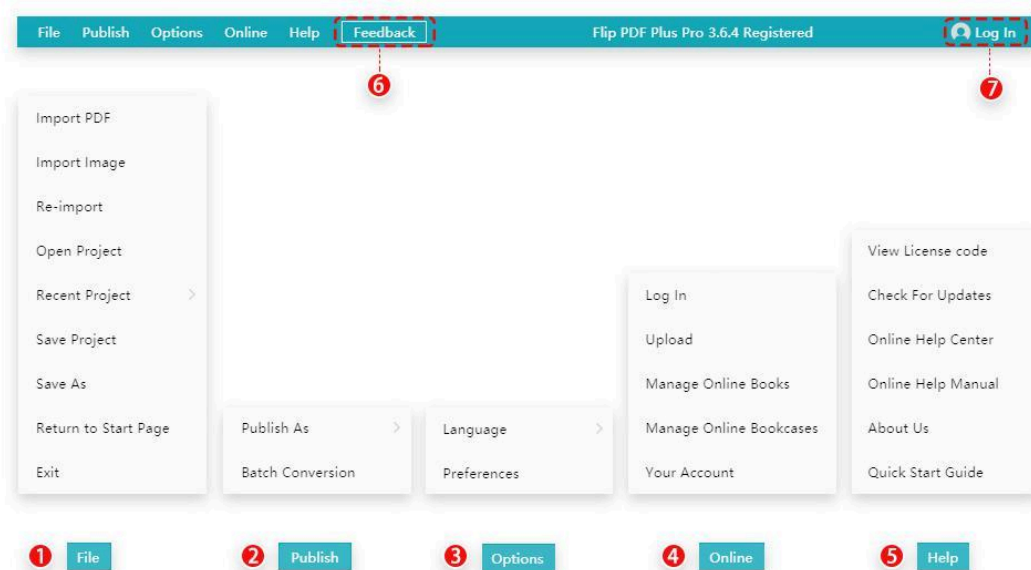 File Publish Options Online Help Feedback Flip PDF Plus Pro 3.6.4 Registered Log In
6
7
Import PDF
Import Image
Re-import
Open Project
Recent Project
Save Project
Save As
Return to Start Page
Exit
Publish As
Batch Conversion
Language
Preferences
Log In
Upload
Manage Online Books
Manage Online Bookcases
Your Account
View License code
Check For Updates
Online Help Center
Online Help Manual
About Us
Quick Start Guide
1 File
2 Publish
3 Options
4 Online
5 Help